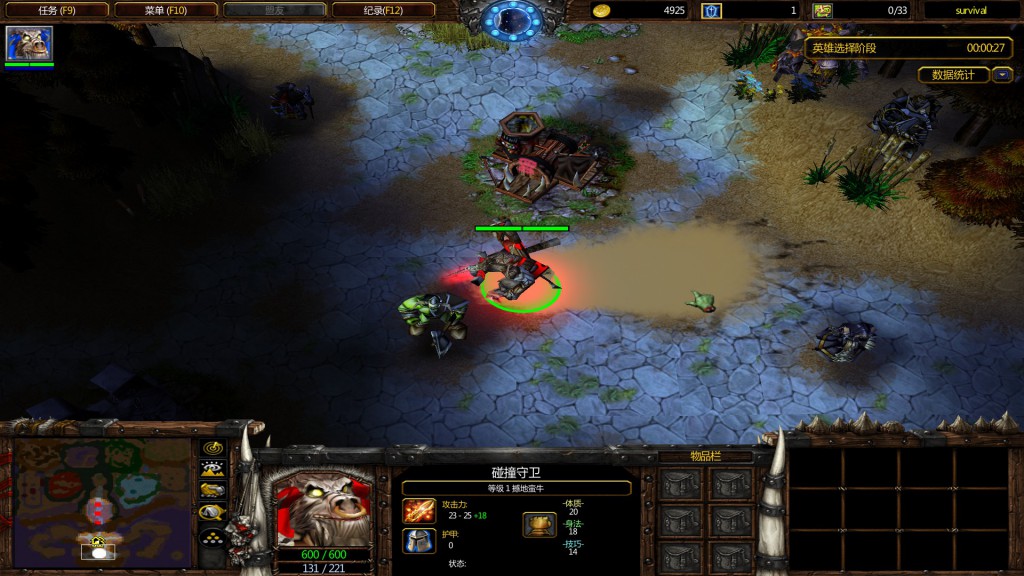 任务 (F9)
菜单 (F10)
盟友
纪录(F12)
4925
1
0/33
survival
英雄选择阶段 00:00:27
数据统计
碰撞守卫
等级 1 撼地蛮牛
攻击力:
23 - 25 +18
护甲:
0
状态:
-体质-
20
-身法-
18
-技巧-
14
600 / 600
131 / 221
物品栏